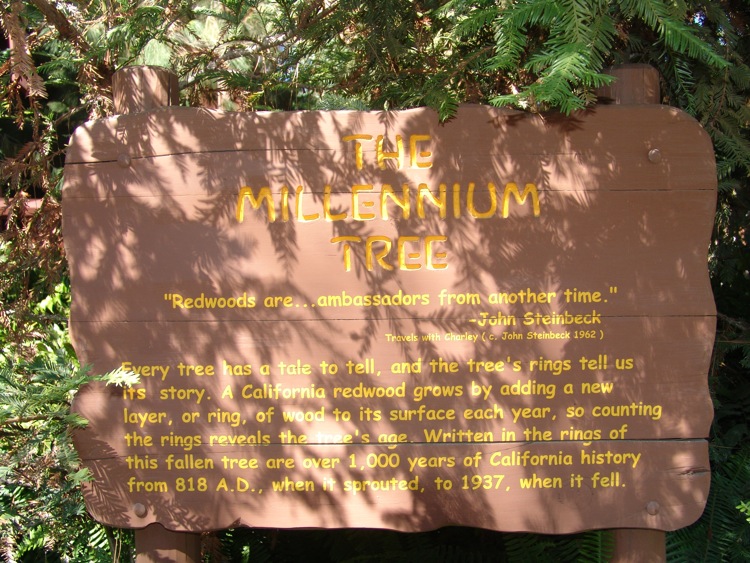 THE
MILLENNIUM
TREE
"Redwoods are...ambassadors from another time."
-John Steinbeck
Travels with Charley ( c. John Steinbeck 1962 )
Every tree has a tale to tell, and the tree's rings tell us
its story. A California redwood grows by adding a new
layer, or ring, of wood to its surface each year, so counting
the rings reveals the tree's age. Written in the rings of
this fallen tree are over 1,000 years of California history
from 818 A.D., when it sprouted, to 1937, when it fell.